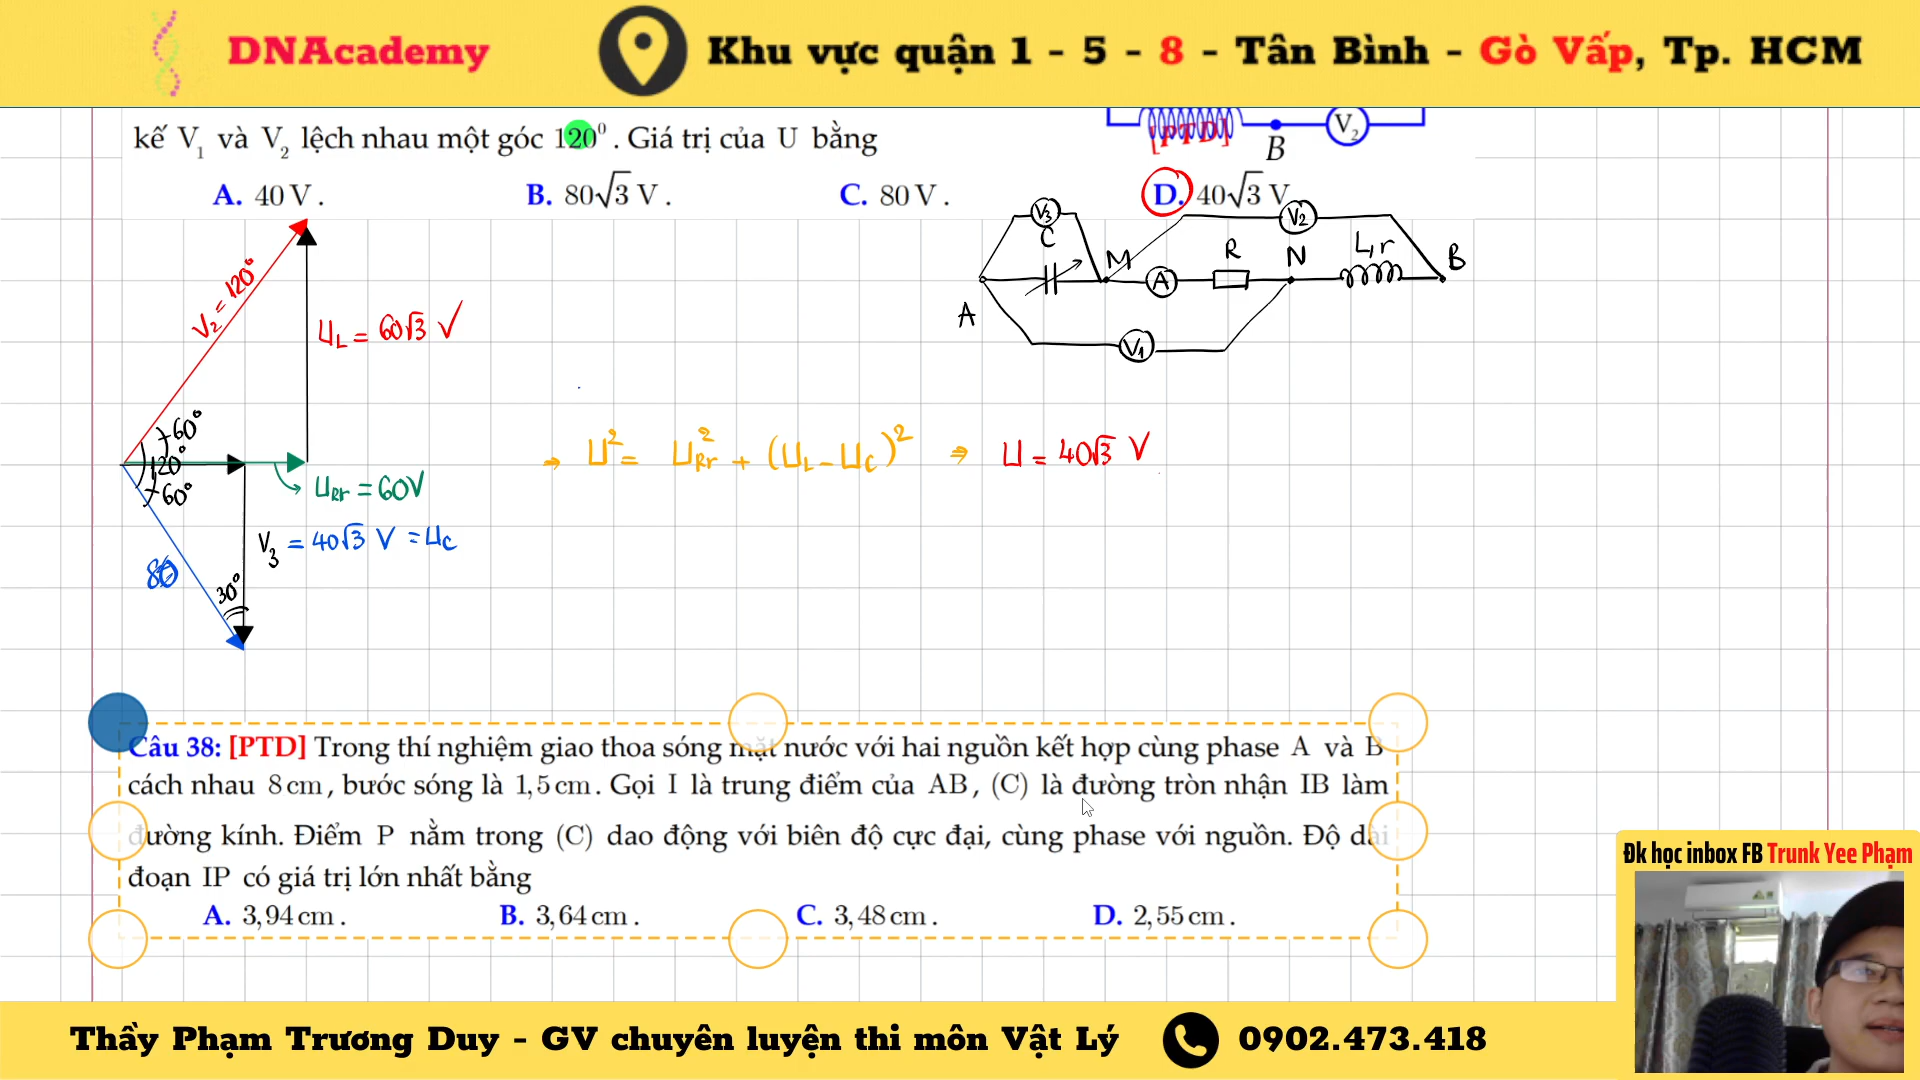 DNAcademy
Khu vực quận 1 - 5 - 8 - Tân Bình - Gò Vấp, Tp. HCM
kế V₁ và V₂ lệch nhau một góc 120⁰. Giá trị của U bằng
[PTD]
B
V₂
A. 40 V.
B. 80√3 V.
C. 80 V.
D. 40√3 V
V₃
C
M
A
R
N
V₂
L, r
B
A
V₁
V₂ = 120°
U_L = 60√3 V
60°
120°
60°
U_Rr = 60V
V₃ = 40√3 V = U_C
80
30°
⇒ U² = U_Rr² + (U_L - U_C)² ⇒ U = 40√3 V
Câu 38: [PTD] Trong thí nghiệm giao thoa sóng mặt nước với hai nguồn kết hợp cùng phase A và B
cách nhau 8 cm, bước sóng là 1,5 cm. Gọi I là trung điểm của AB, (C) là đường tròn nhận IB làm
đường kính. Điểm P nằm trong (C) dao động với biên độ cực đại, cùng phase với nguồn. Độ dài
đoạn IP có giá trị lớn nhất bằng
A. 3,94 cm.
B. 3,64 cm.
C. 3,48 cm.
D. 2,55 cm.
Đk học inbox FB Trunk Yee Phạm
Thầy Phạm Trương Duy - GV chuyên luyện thi môn Vật Lý
0902.473.418